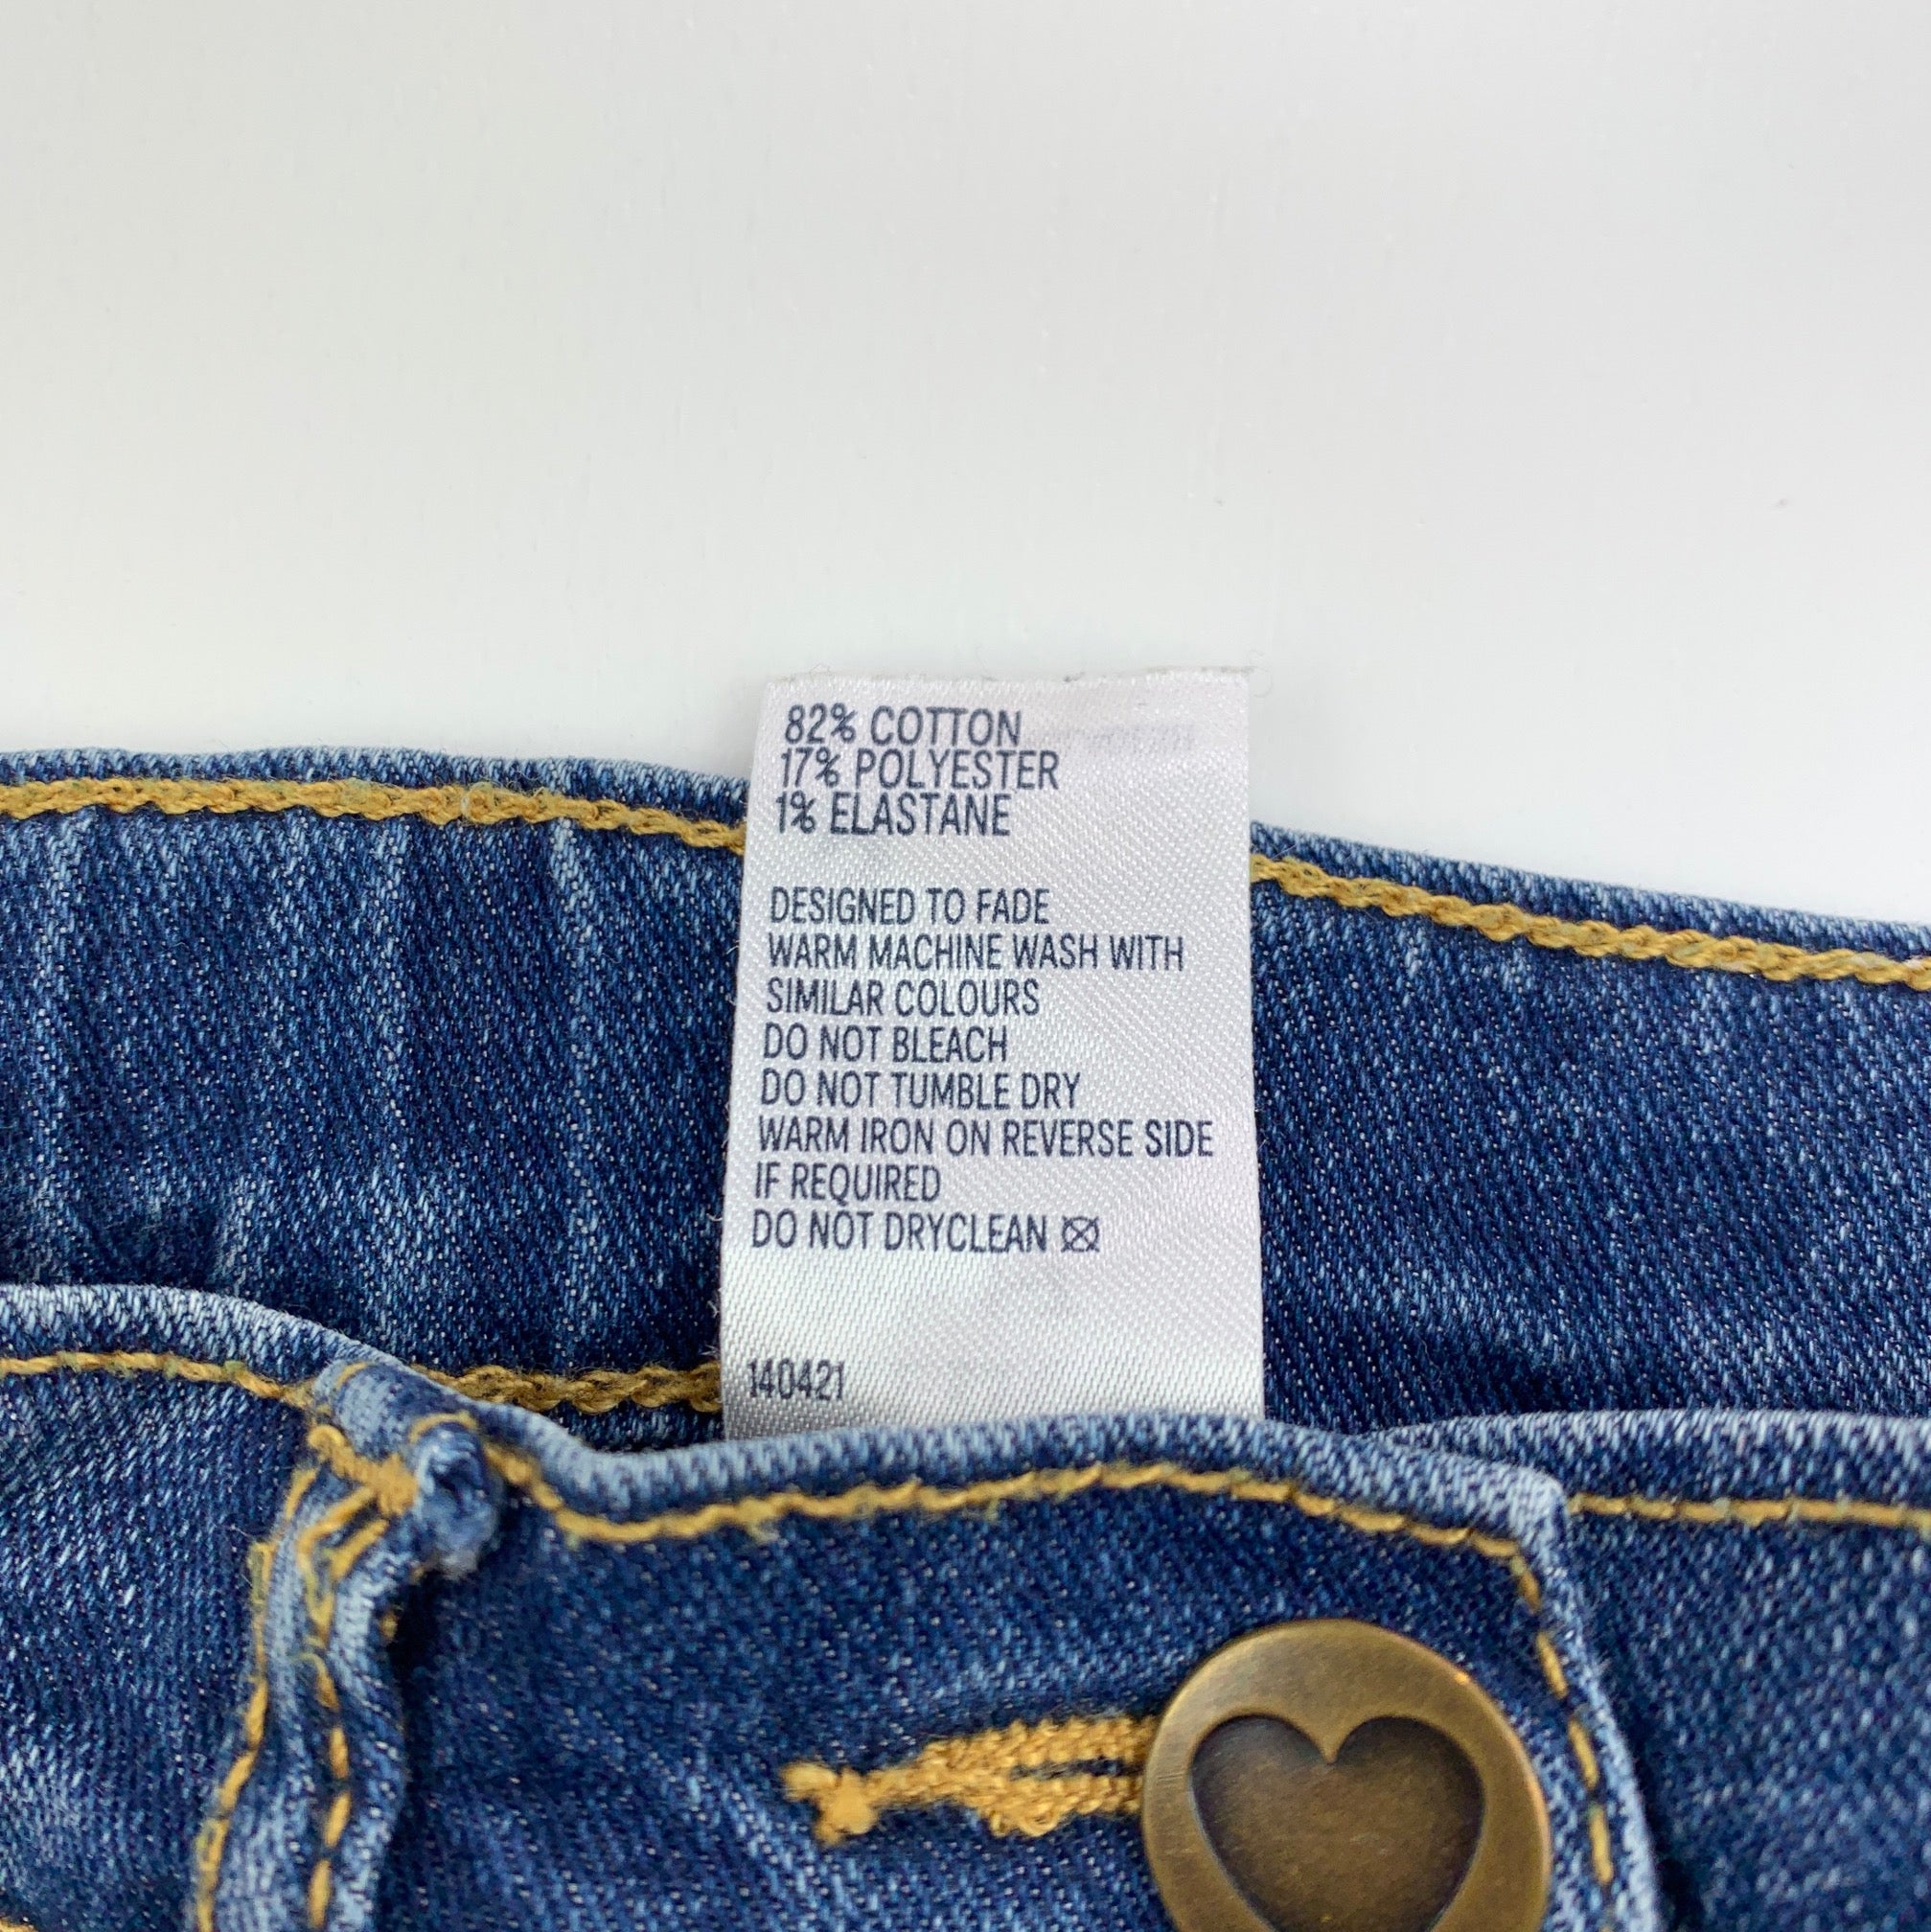 82% COTTON
17% POLYESTER
1% ELASTANE
DESIGNED TO FADE
WARM MACHINE WASH WITH
SIMILAR COLOURS
DO NOT BLEACH
DO NOT TUMBLE DRY
WARM IRON ON REVERSE SIDE
IF REQUIRED
DO NOT DRYCLEAN
140421